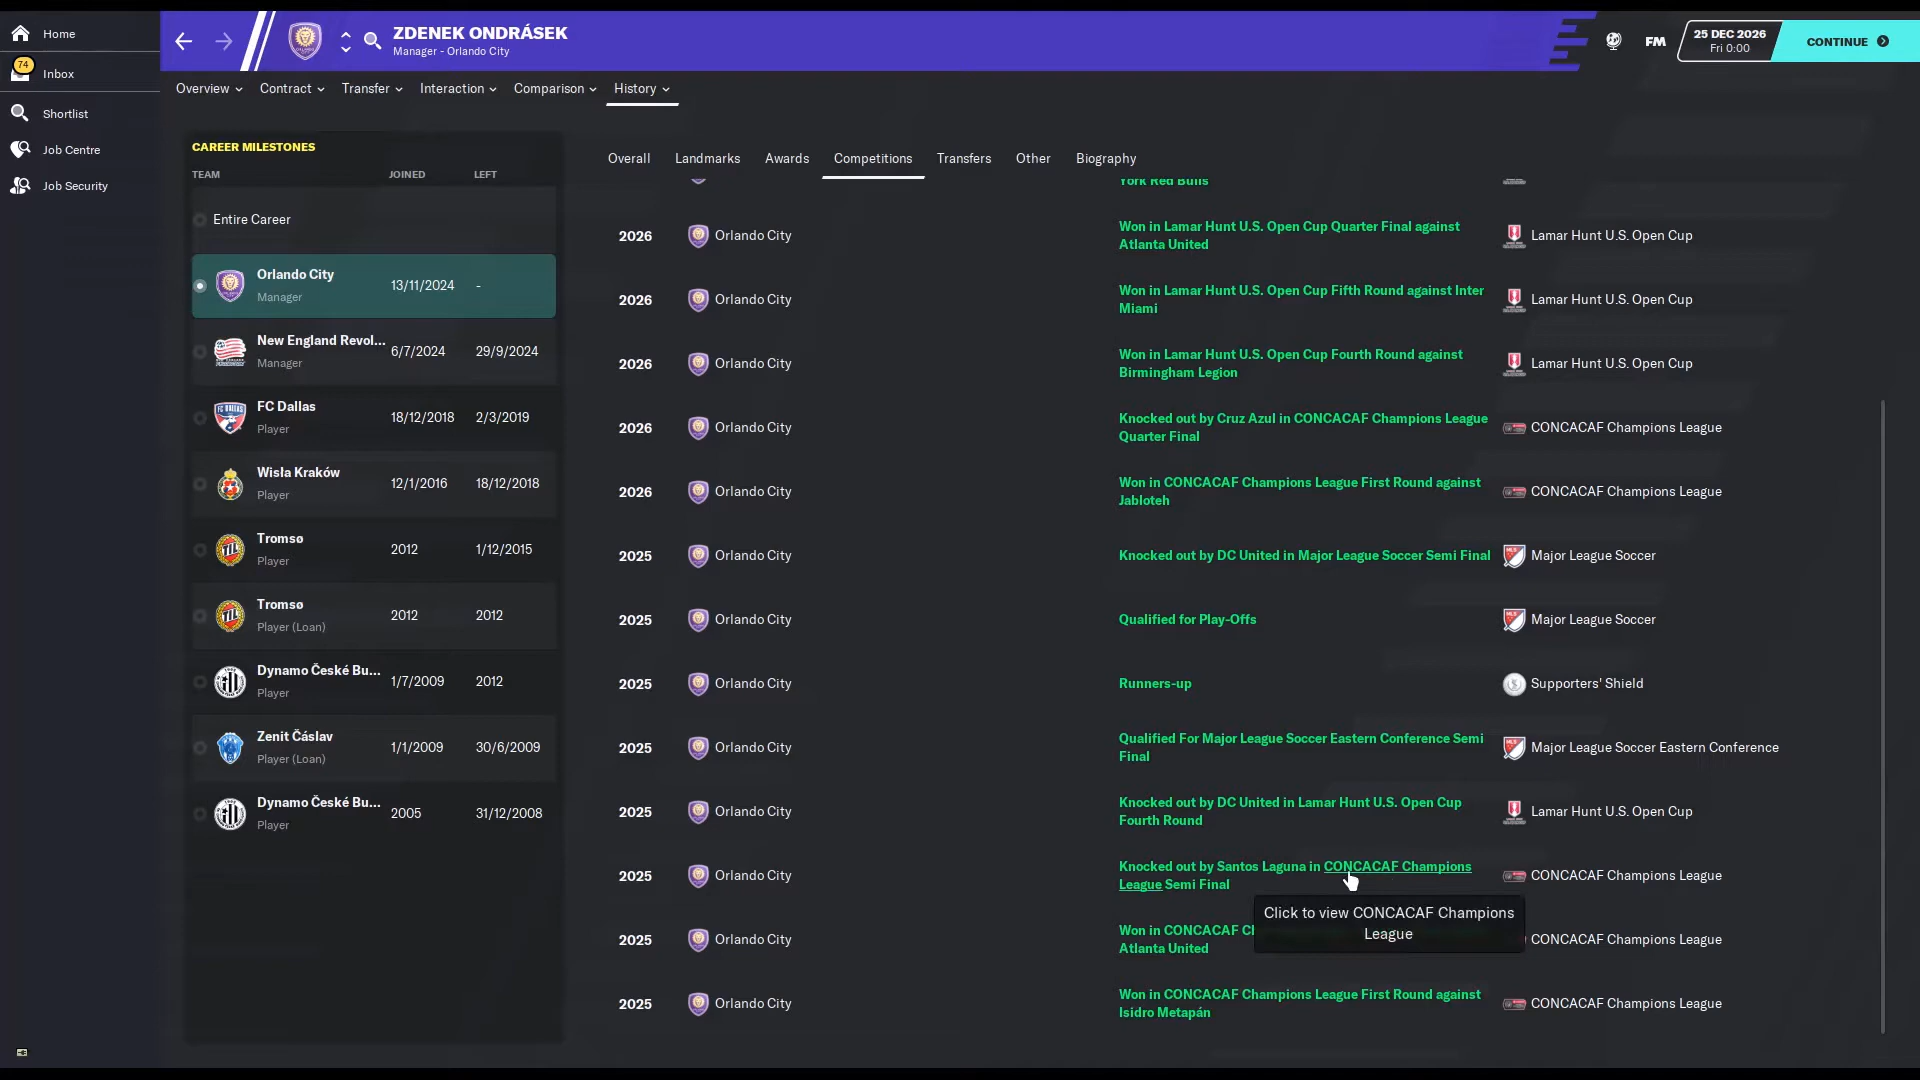 Home
74
Inbox
Shortlist
Job Centre
Job Security
ZDENEK ONDRÁSEK
Manager - Orlando City
FM
25 DEC 2026
Fri 0:00
CONTINUE
Overview
Contract
Transfer
Interaction
Comparison
History
CAREER MILESTONES
TEAM JOINED LEFT
Entire Career
Orlando City
Manager
13/11/2024 -
New England Revol...
Manager
6/7/2024 29/9/2024
FC Dallas
Player
18/12/2018 2/3/2019
Wisła Kraków
Player
12/1/2016 18/12/2018
Tromsø
Player
2012 1/12/2015
Tromsø
Player (Loan)
2012 2012
Dynamo České Bu...
Player
1/7/2009 2012
Zenit Čáslav
Player (Loan)
1/1/2009 30/6/2009
Dynamo České Bu...
Player
2005 31/12/2008
Overall Landmarks Awards Competitions Transfers Other Biography
York Red Bulls
2026 Orlando City
Won in Lamar Hunt U.S. Open Cup Quarter Final against
Atlanta United
Lamar Hunt U.S. Open Cup
2026 Orlando City
Won in Lamar Hunt U.S. Open Cup Fifth Round against Inter
Miami
Lamar Hunt U.S. Open Cup
2026 Orlando City
Won in Lamar Hunt U.S. Open Cup Fourth Round against
Birmingham Legion
Lamar Hunt U.S. Open Cup
2026 Orlando City
Knocked out by Cruz Azul in CONCACAF Champions League
Quarter Final
CONCACAF Champions League
2026 Orlando City
Won in CONCACAF Champions League First Round against
Jabloteh
CONCACAF Champions League
2025 Orlando City
Knocked out by DC United in Major League Soccer Semi Final
Major League Soccer
2025 Orlando City
Qualified for Play-Offs
Major League Soccer
2025 Orlando City
Runners-up
Supporters' Shield
2025 Orlando City
Qualified For Major League Soccer Eastern Conference Semi
Final
Major League Soccer Eastern Conference
2025 Orlando City
Knocked out by DC United in Lamar Hunt U.S. Open Cup
Fourth Round
Lamar Hunt U.S. Open Cup
2025 Orlando City
Knocked out by Santos Laguna in CONCACAF Champions
League Semi Final
CONCACAF Champions League
Click to view CONCACAF Champions
League
2025 Orlando City
Won in CONCACAF
Atlanta United
CONCACAF Champions League
2025 Orlando City
Won in CONCACAF Champions League First Round against
Isidro Metapán
CONCACAF Champions League